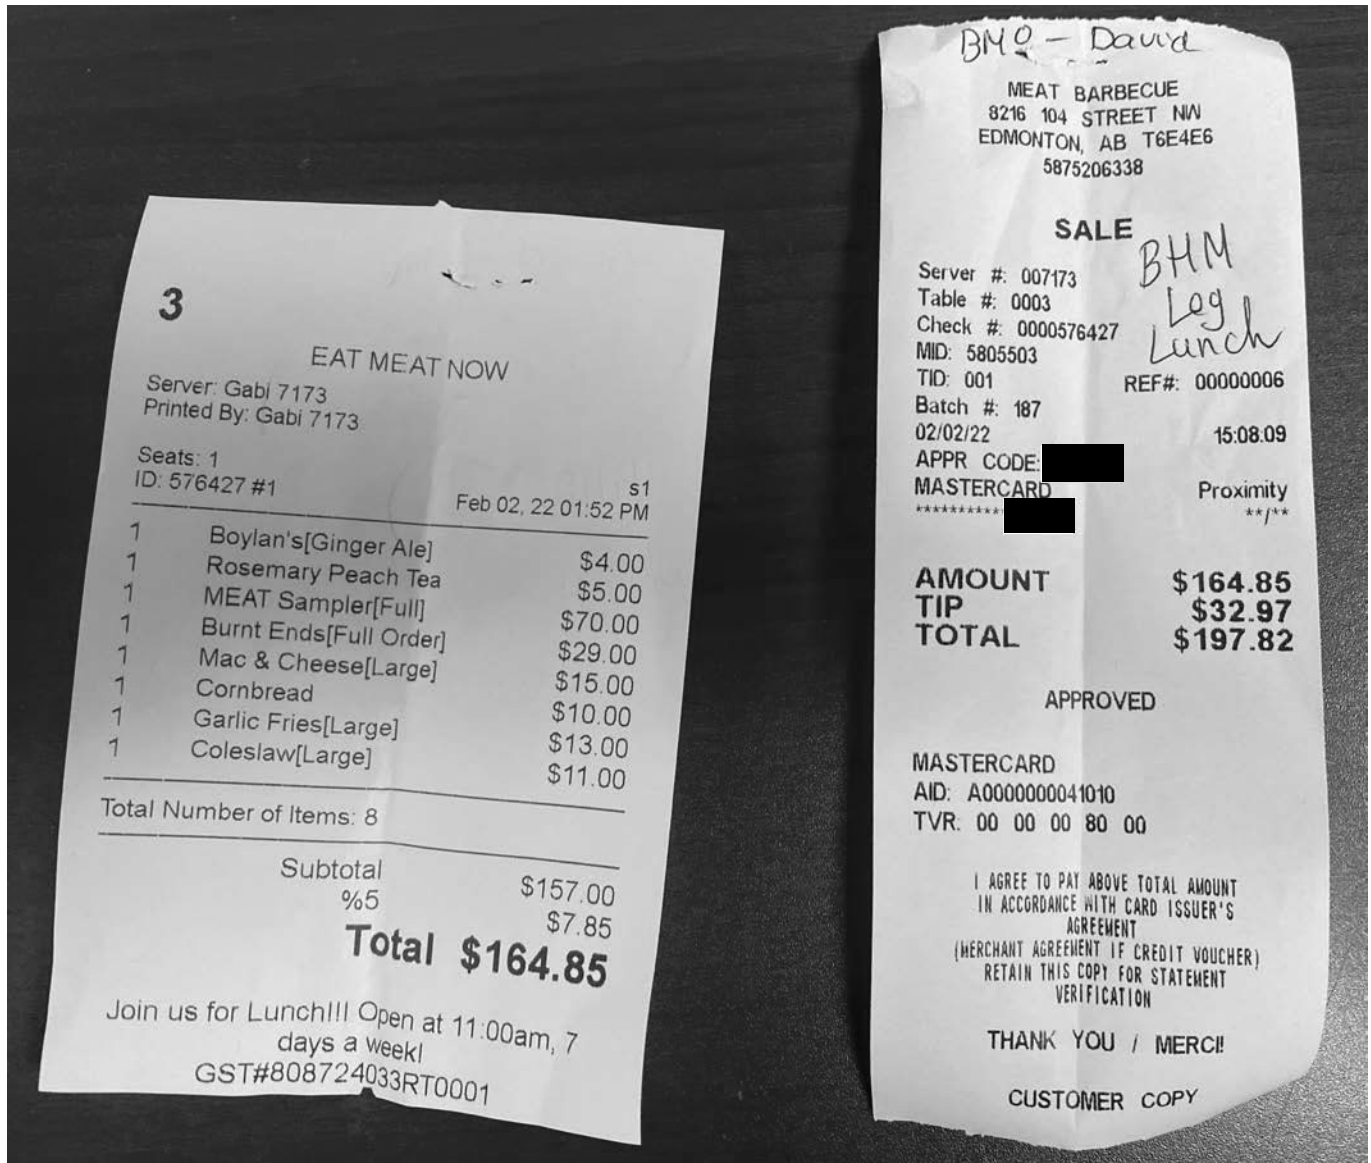 3
EAT MEAT NOW
Server: Gabi 7173
Printed By: Gabi 7173
Seats: 1 s1
ID: 576427 #1 Feb 02, 22 01:52 PM
1 Boylan's[Ginger Ale] $4.00
1 Rosemary Peach Tea $5.00
1 MEAT Sampler[Full] $70.00
1 Burnt Ends[Full Order] $29.00
1 Mac & Cheese[Large] $15.00
1 Cornbread $10.00
1 Garlic Fries[Large] $13.00
1 Coleslaw[Large] $11.00
Total Number of Items: 8
Subtotal $157.00
%5 $7.85
Total $164.85
Join us for Lunch!!! Open at 11:00am, 7
days a week!
GST#808724033RT0001
BMO - David
MEAT BARBECUE
8216 104 STREET NW
EDMONTON, AB T6E4E6
5875206338
SALE
BHM
Leg
Lunch
Server #: 007173
Table #: 0003
Check #: 0000576427
MID: 5805503
TID: 001 REF#: 00000006
Batch #: 187
02/02/22 15:08:09
APPR CODE:
MASTERCARD Proximity
*********** **/**
AMOUNT $164.85
TIP $32.97
TOTAL $197.82
APPROVED
MASTERCARD
AID: A0000000041010
TVR: 00 00 00 80 00
I AGREE TO PAY ABOVE TOTAL AMOUNT
IN ACCORDANCE WITH CARD ISSUER'S
AGREEMENT
(MERCHANT AGREEMENT IF CREDIT VOUCHER)
RETAIN THIS COPY FOR STATEMENT
VERIFICATION
THANK YOU / MERCI!
CUSTOMER COPY